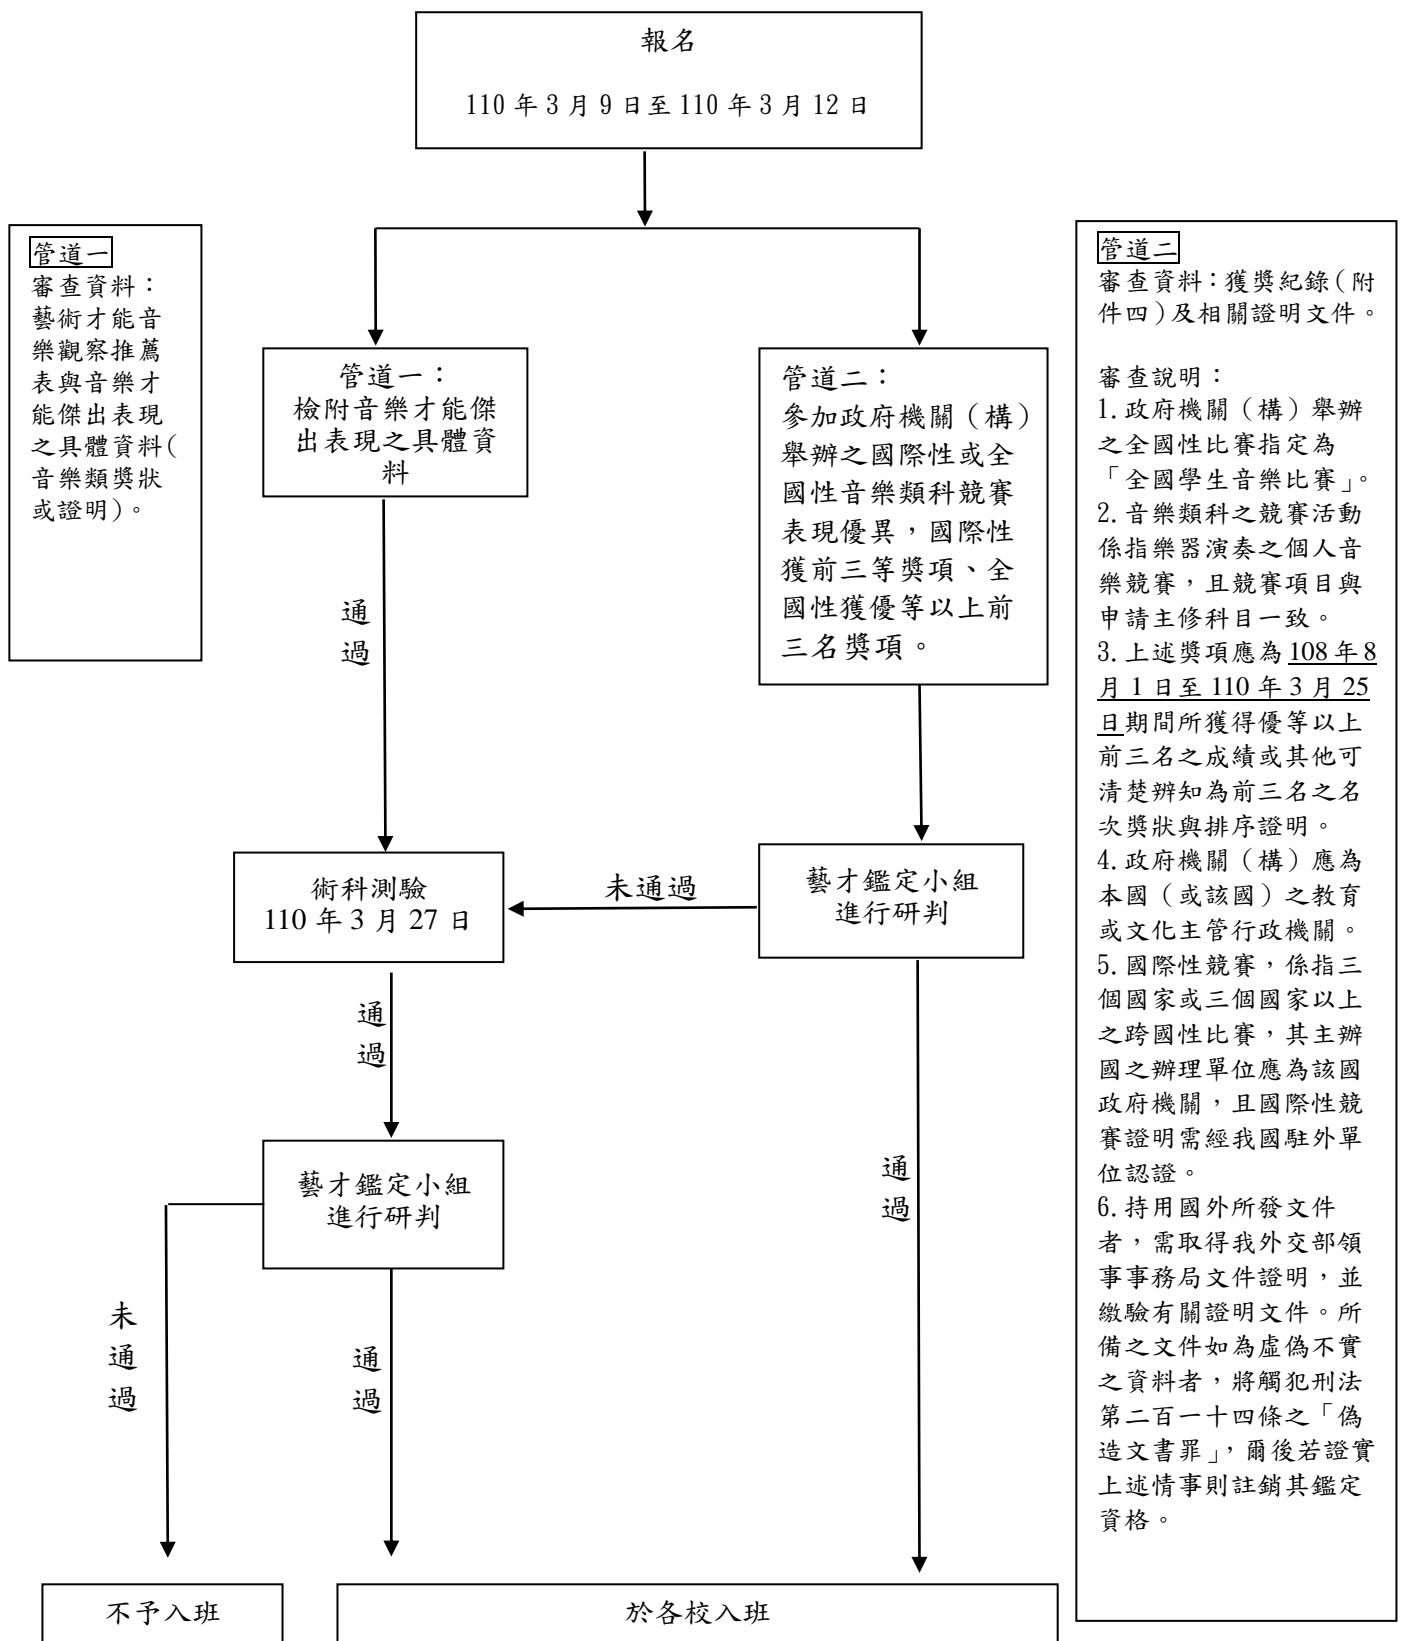 報名
110 年 3 月 9 日至 110 年 3 月 12 日
管道一
審查資料：
藝術才能音
樂觀察推薦
表與音樂才
能傑出表現
之具體資料(
音樂類獎狀
或證明)。
管道一：
檢附音樂才能傑
出表現之具體資
料
管道二：
參加政府機關（構）
舉辦之國際性或全
國性音樂類科競賽
表現優異，國際性
獲前三等獎項、全
國性獲優等以上前
三名獎項。
管道二
審查資料：獲獎紀錄（附
件四）及相關證明文件。
審查說明：
1.政府機關（構）舉辦
之全國性比賽指定為
「全國學生音樂比賽」。
2.音樂類科之競賽活動
係指樂器演奏之個人音
樂競賽，且競賽項目與
申請主修科目一致。
3.上述獎項應為 108 年 8
月 1 日至 110 年 3 月 25
日期間所獲得優等以上
前三名之成績或其他可
清楚辨知為前三名之名
次獎狀與排序證明。
4.政府機關（構）應為
本國（或該國）之教育
或文化主管行政機關。
5.國際性競賽，係指三
個國家或三個國家以上
之跨國性比賽，其主辦
國之辦理單位應為該國
政府機關，且國際性競
賽證明需經我國駐外單
位認證。
6.持用國外所發文件
者，需取得我外交部領
事事務局文件證明，並
繳驗有關證明文件。所
備之文件如為虛偽不實
之資料者，將觸犯刑法
第二百一十四條之「偽
造文書罪」，爾後若證實
上述情事則註銷其鑑定
資格。
通過
術科測驗
110 年 3 月 27 日
未通過
藝才鑑定小組
進行研判
通過
藝才鑑定小組
進行研判
通過
未通過
通過
不予入班
於各校入班